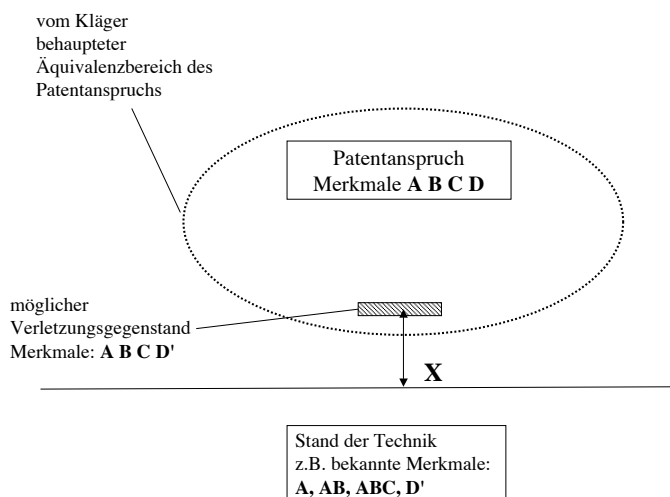 vom Kläger
behaupteter
Äquivalenzbereich des
Patentanspruchs
Patentanspruch
Merkmale A B C D
möglicher
Verletzungsgegenstand
Merkmale: A B C D'
X
Stand der Technik
z.B. bekannte Merkmale:
A, AB, ABC, D'